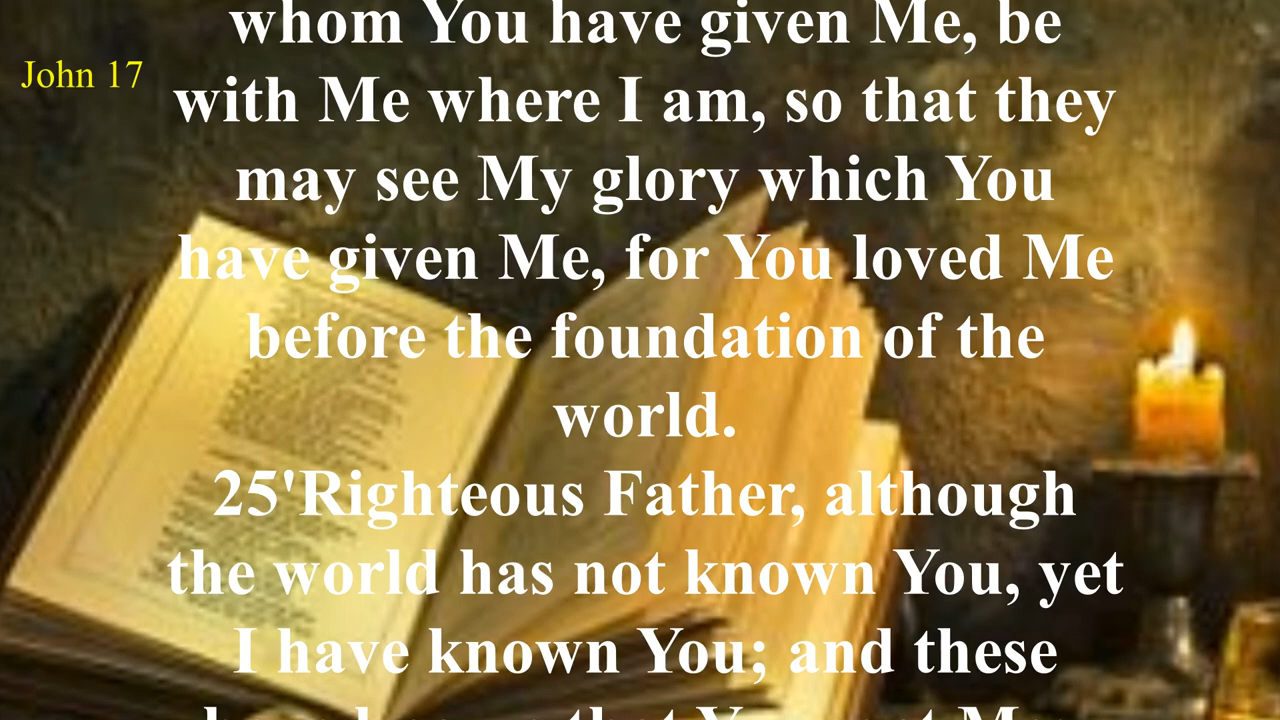 John 17
whom You have given Me, be
with Me where I am, so that they
may see My glory which You
have given Me, for You loved Me
before the foundation of the
world.
25'Righteous Father, although
the world has not known You, yet
I have known You; and these